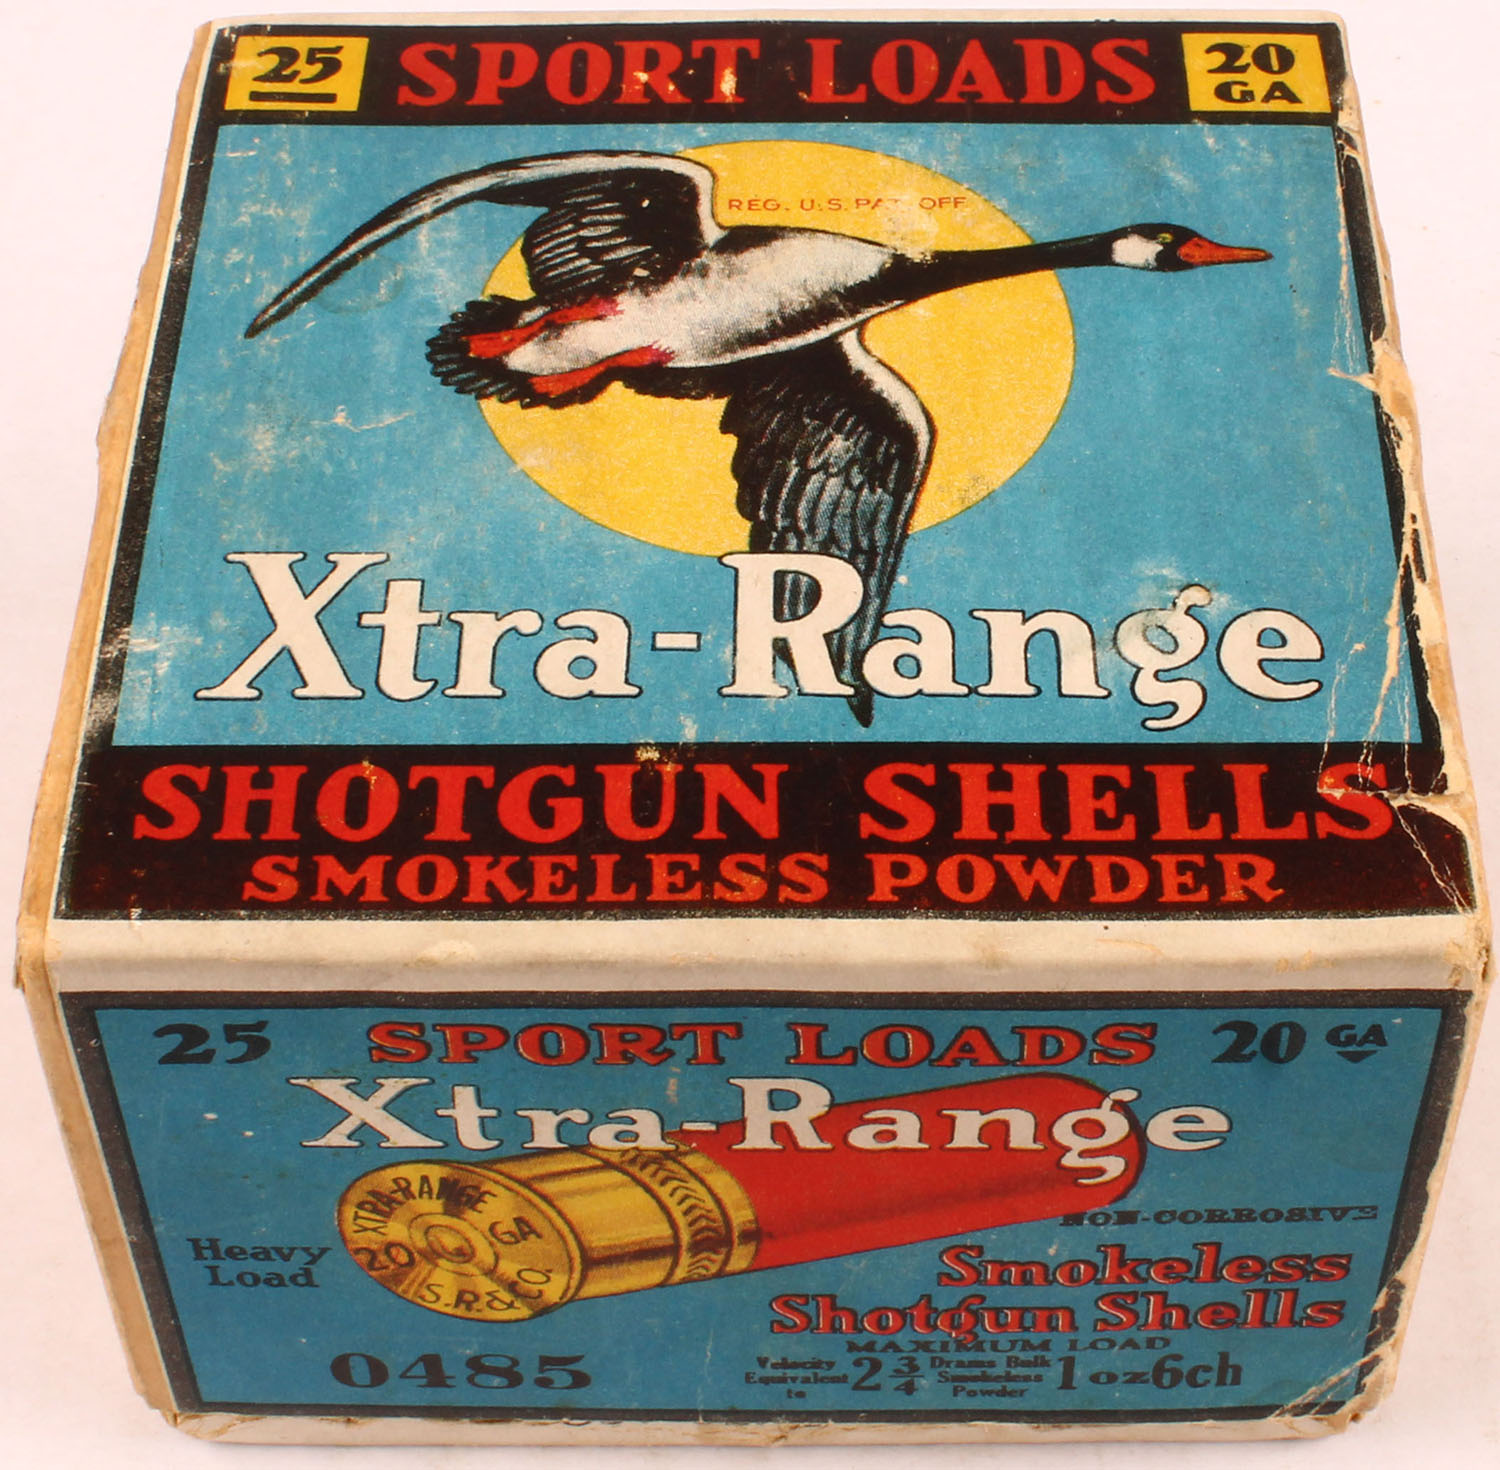 25 SPORT LOADS 20 GA
REG. U.S. PAT OFF
Xtra-Range
SHOTGUN SHELLS
SMOKELESS POWDER
25 SPORT LOADS 20 GA
Xtra-Range
XTRA-RANGE
20 GA
S.R.& CO.
Heavy
Load
NON-CORROSIVE
Smokeless
Shotgun Shells
MAXIMUM LOAD
Velocity Equivalent to 2 3/4 Drams Bulk Smokeless Powder 1 oz 6ch
0485